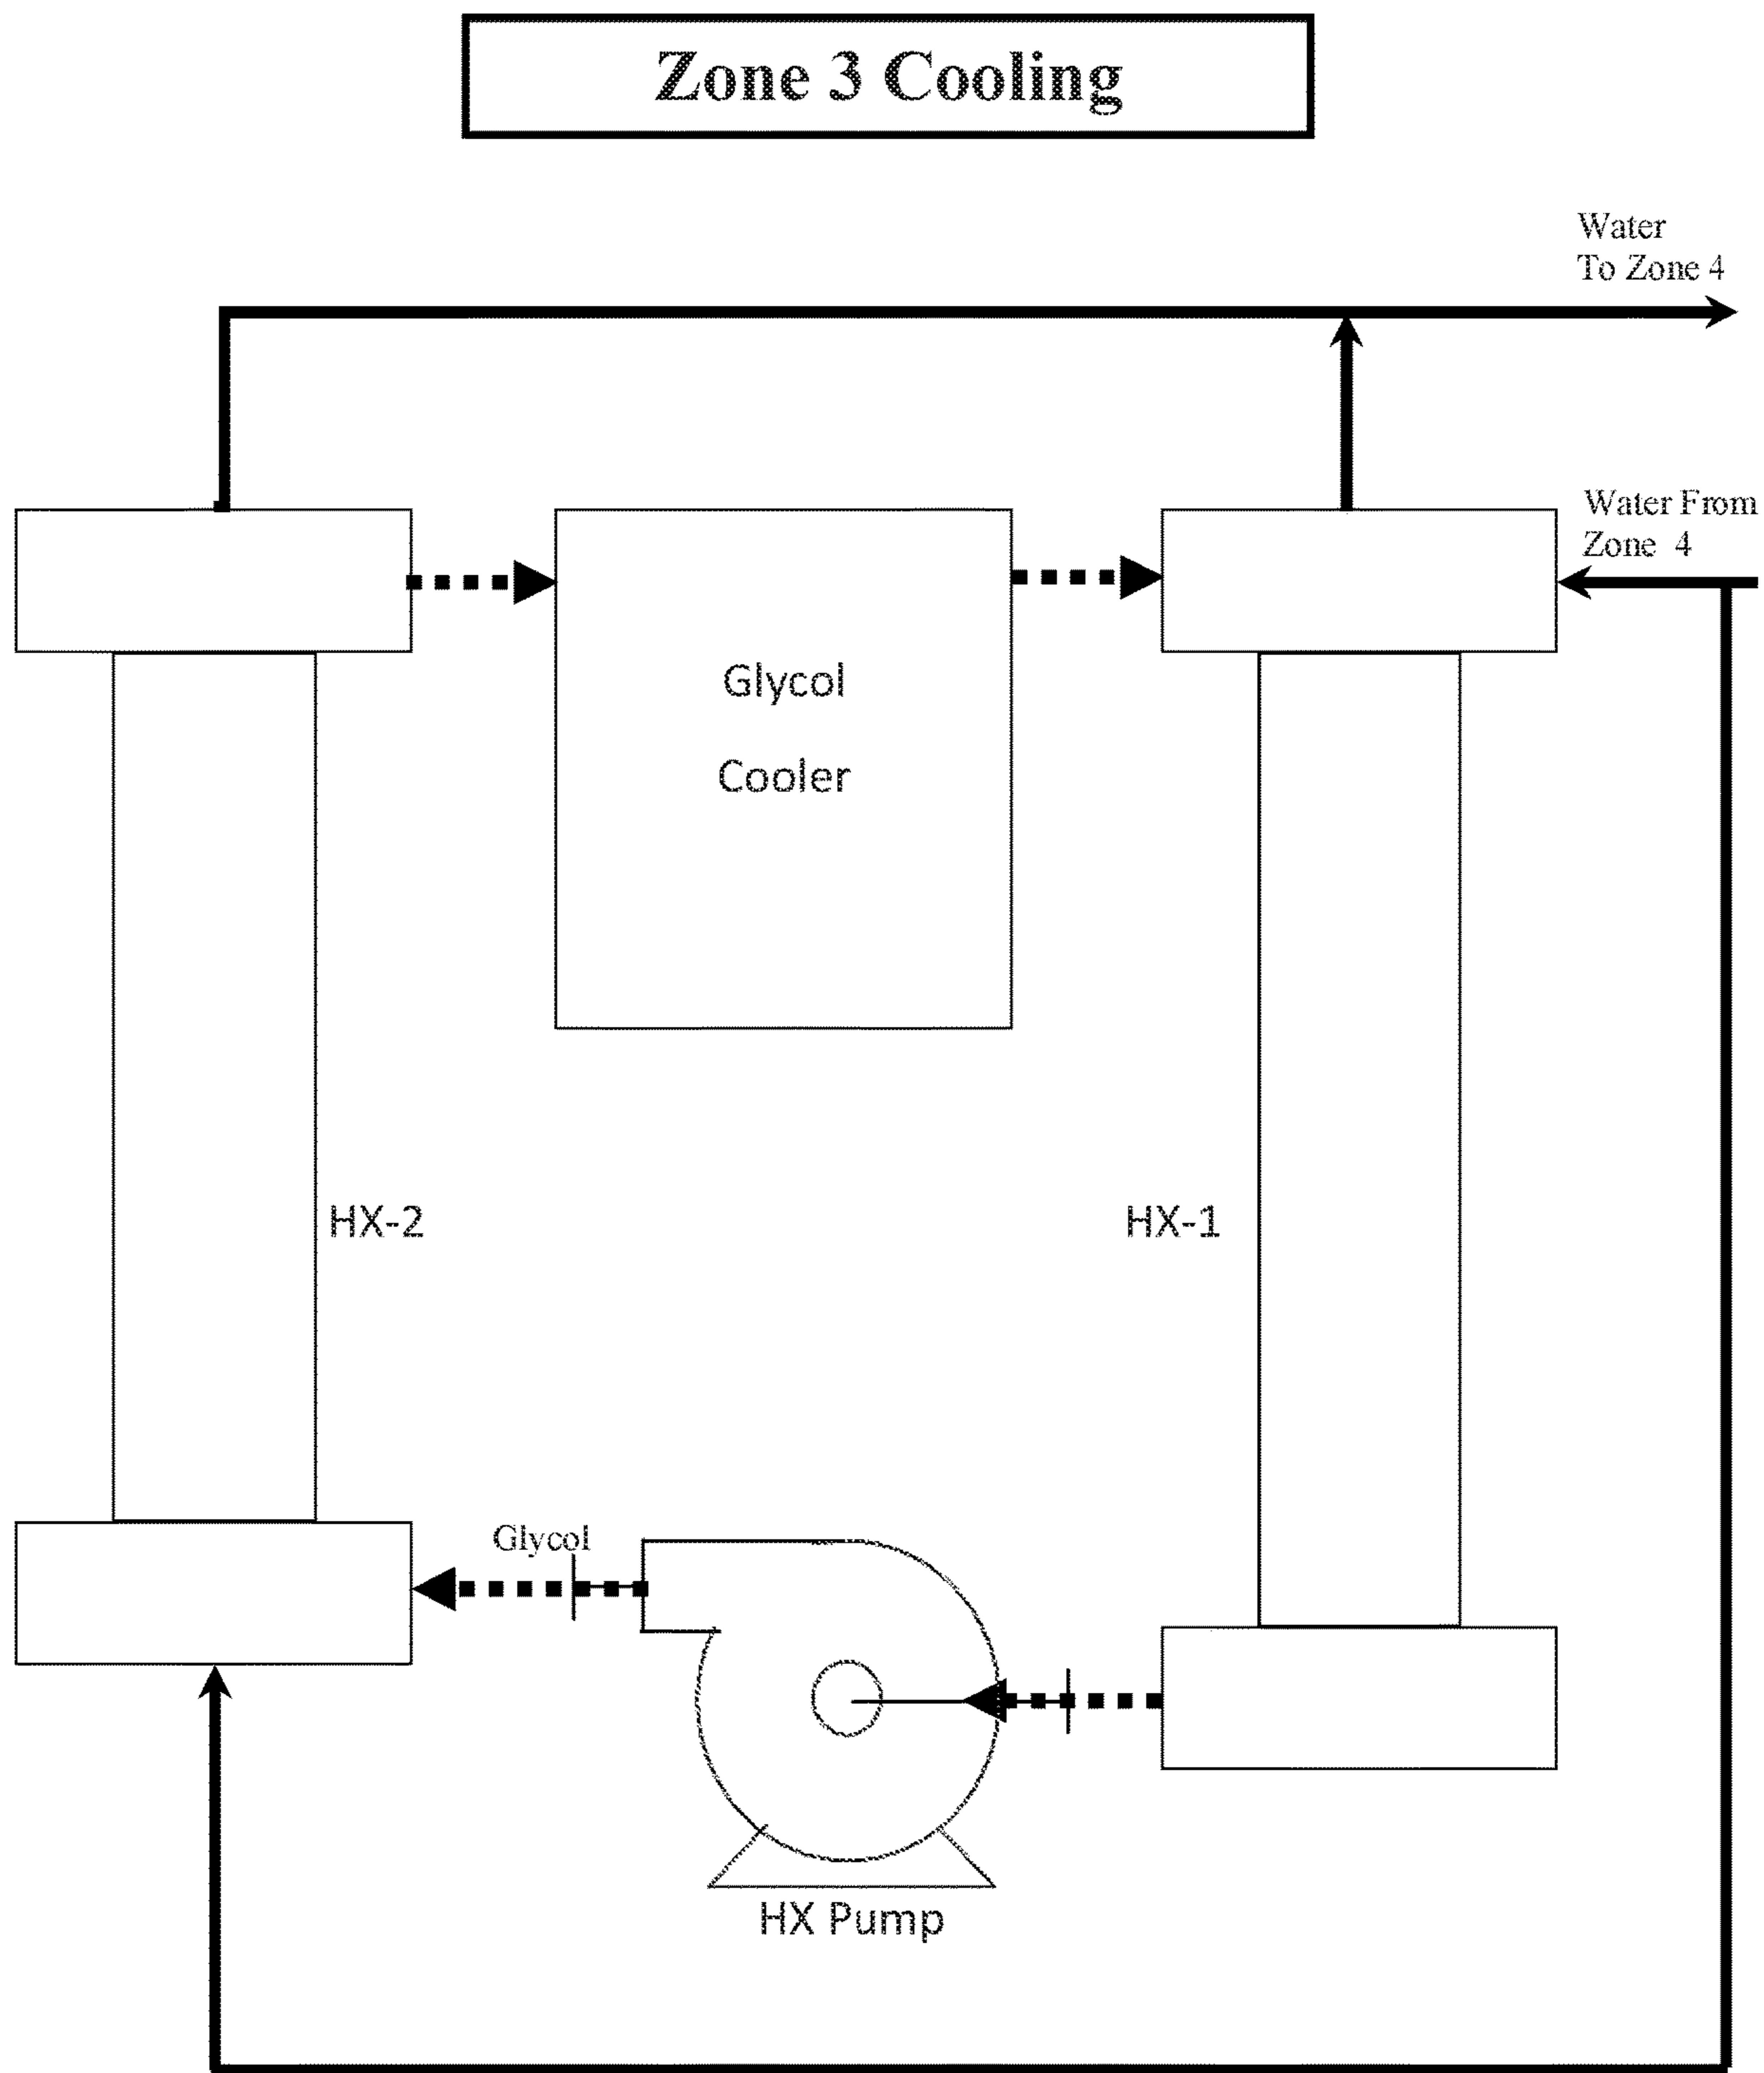 Zone 3 Cooling
Water
To Zone 4
Water From
Zone 4
Glycol
Cooler
HX-2
HX-1
Glycol
HX Pump